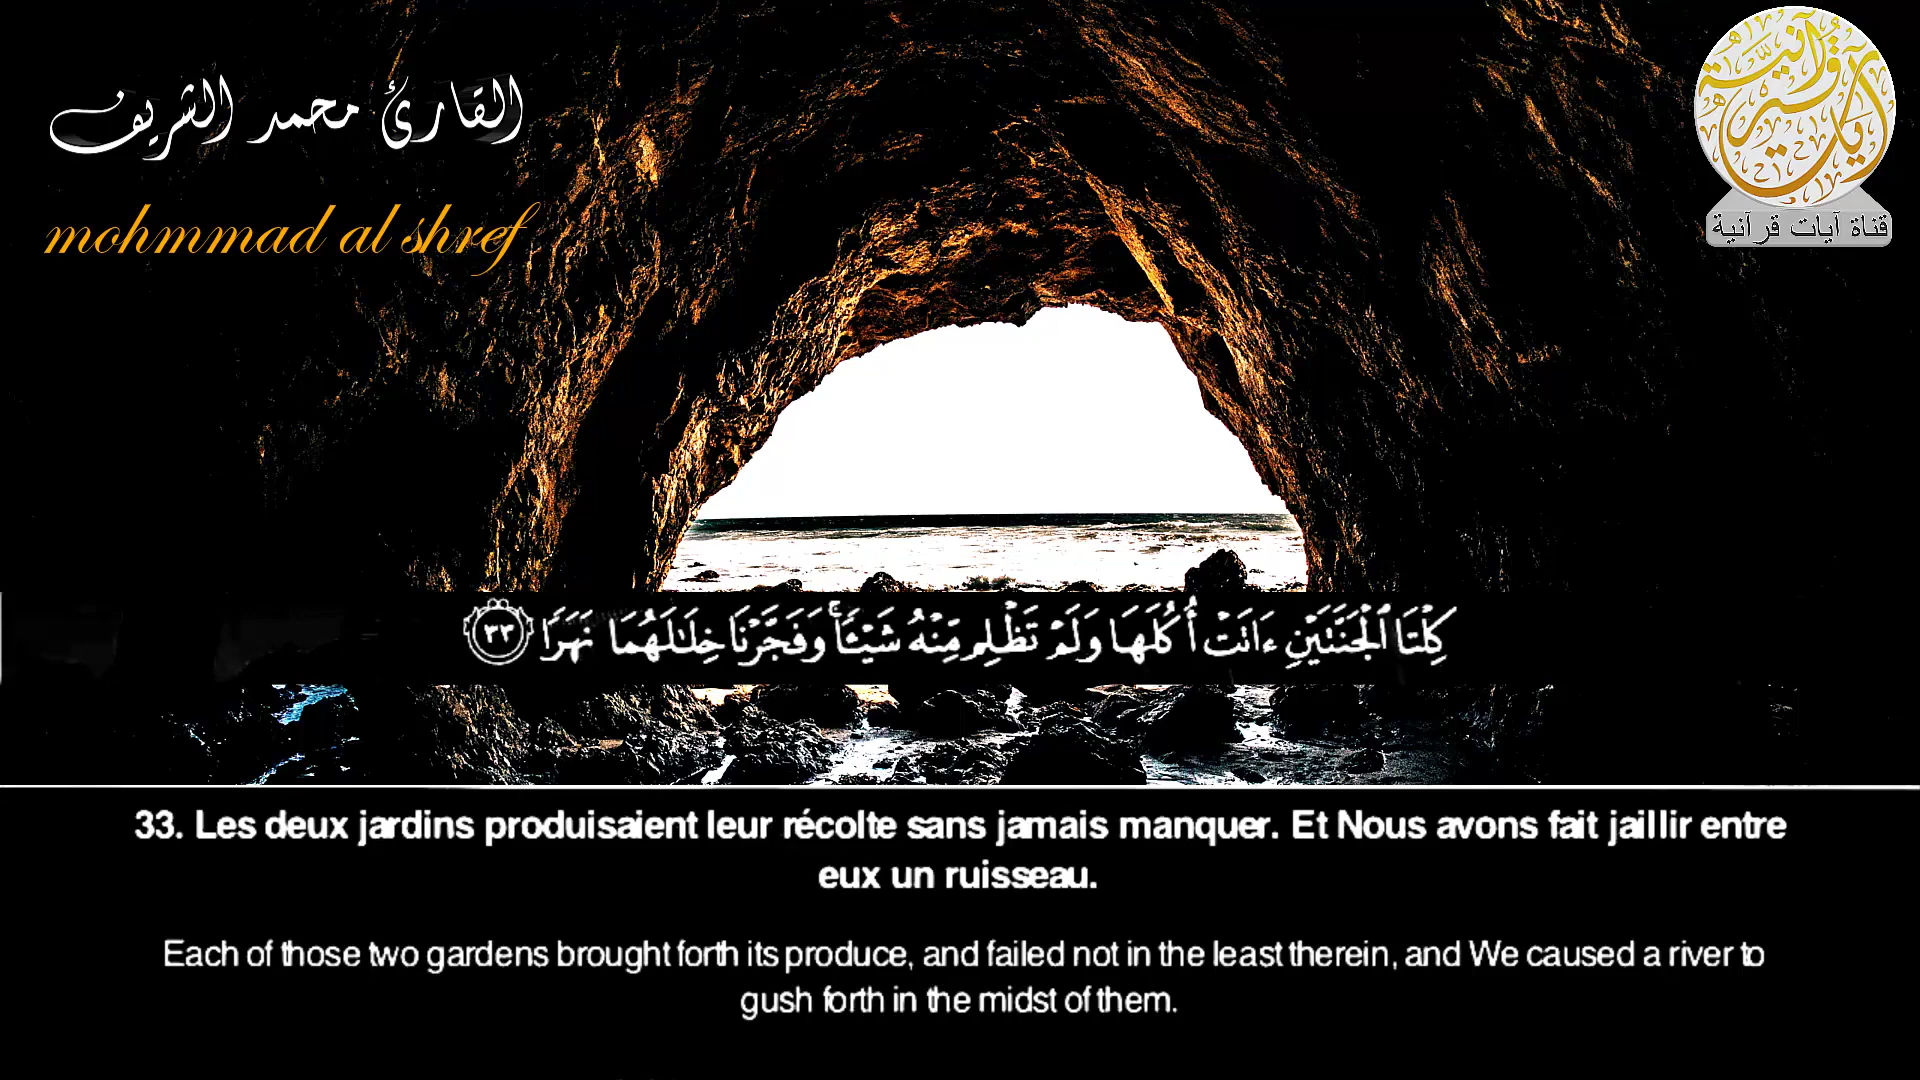 القارئ محمد الشريف
mohmmad al shref
آيات قرآنية
قناة آيات قرآنية
كِلْتَا ٱلْجَنَّتَيْنِ ءَاتَتْ أُكُلَهَا وَلَمْ تَظْلِم مِّنْهُ شَيْـًٔا ۚ وَفَجَّرْنَا خِلَـٰلَهُمَا نَهَرًا ٣٣
33. Les deux jardins produisaient leur récolte sans jamais manquer. Et Nous avons fait jaillir entre
eux un ruisseau.
Each of those two gardens brought forth its produce, and failed not in the least therein, and We caused a river to
gush forth in the midst of them.